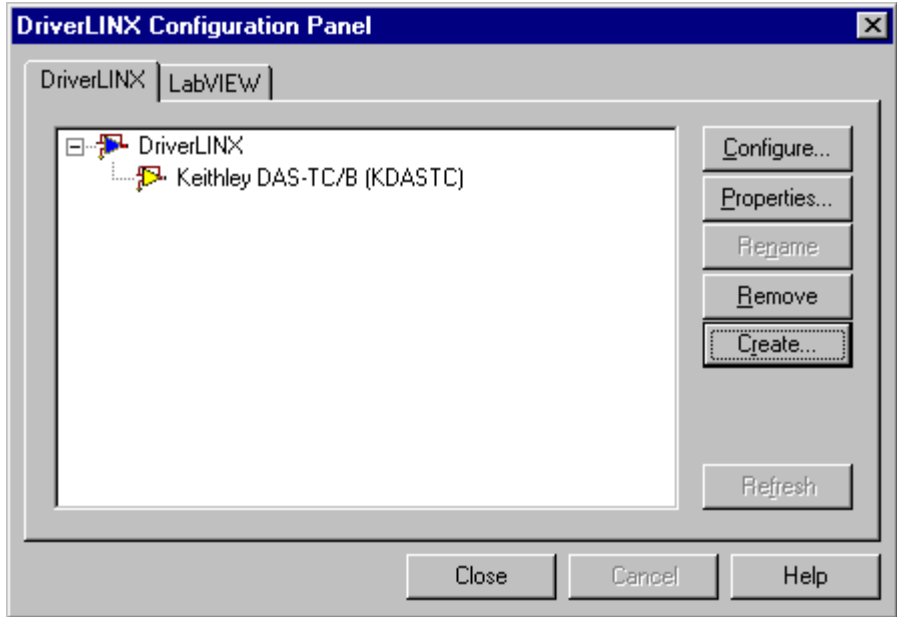 DriverLINX Configuration Panel
DriverLINX
LabVIEW
DriverLINX
Keithley DAS-TC/B (KDASTC)
Configure...
Properties...
Rename
Remove
Create...
Refresh
Close
Cancel
Help